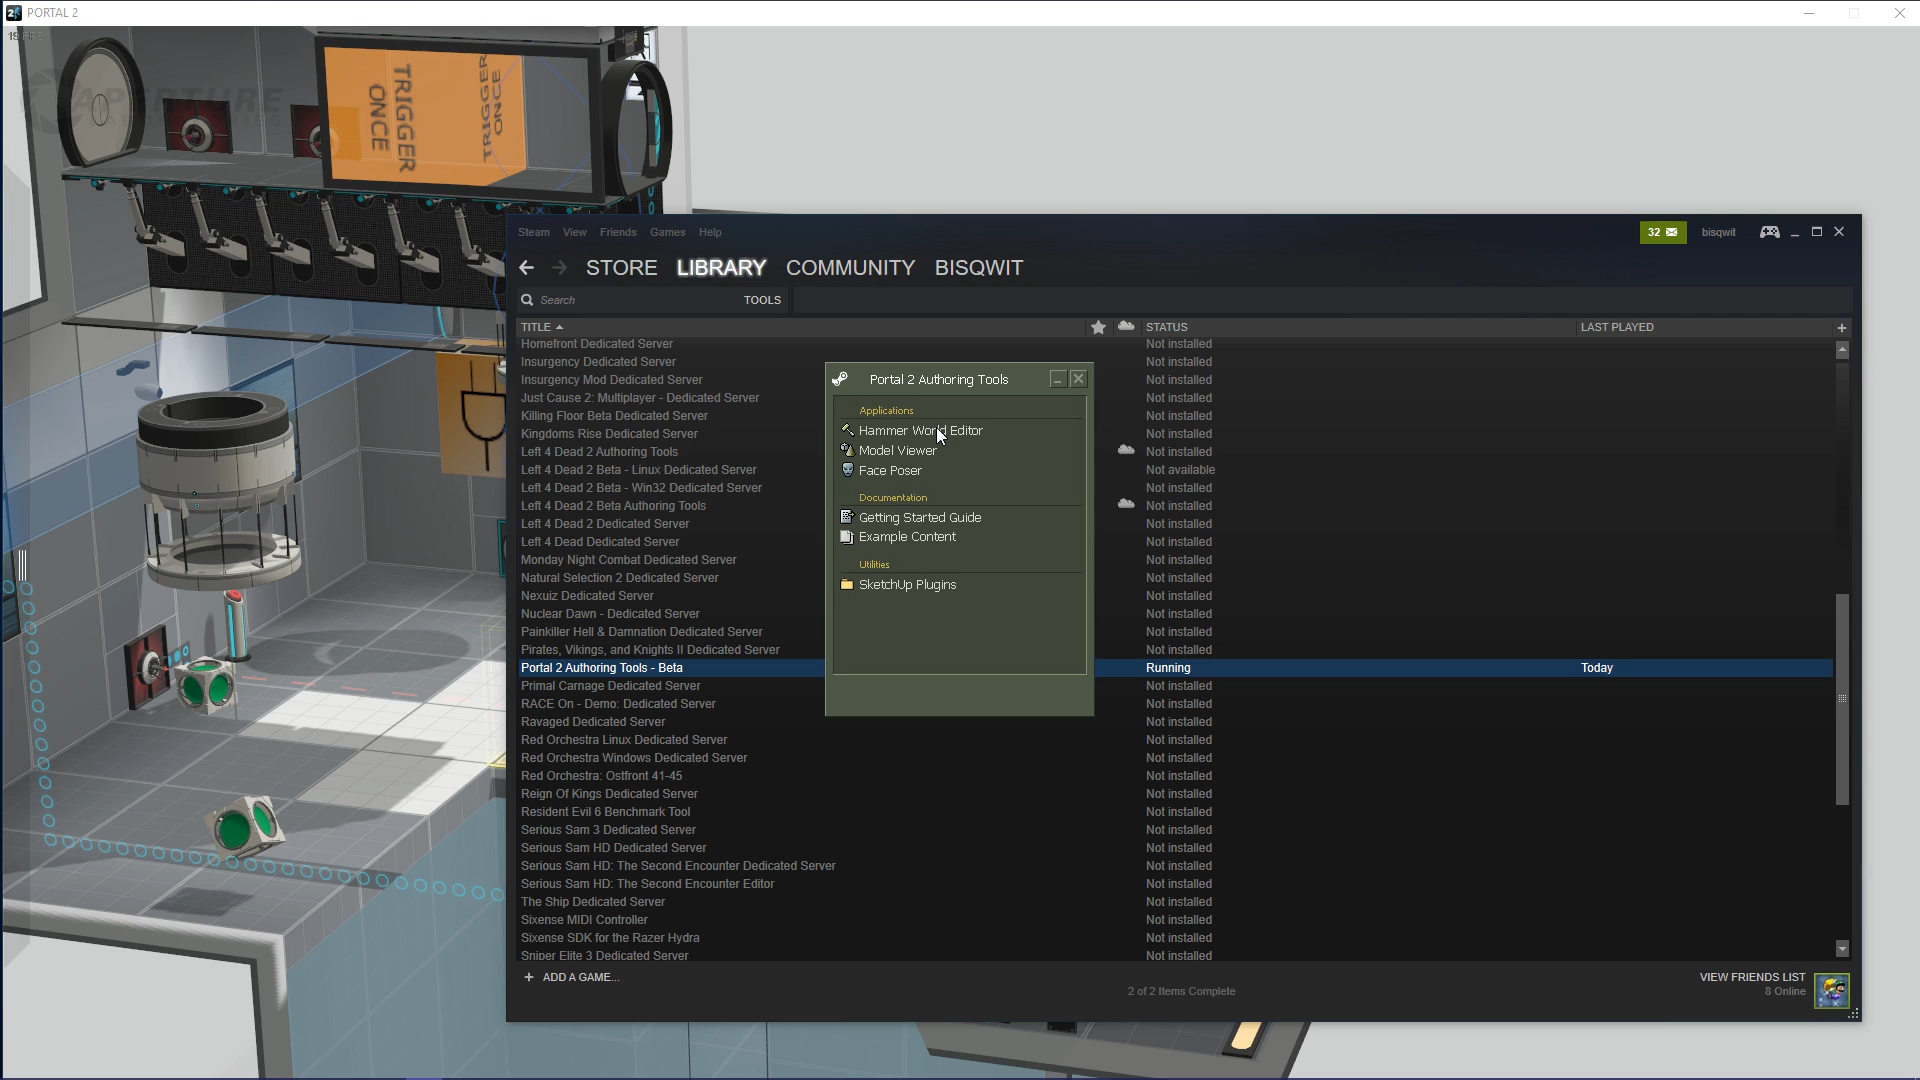 PORTAL 2
APERTURE
TRIGGER
ONCE
TRIGGER
ONCE
Steam View Friends Games Help
32
bisqwit
STORE LIBRARY COMMUNITY BISQWIT
Search
TOOLS
TITLE STATUS LAST PLAYED
Homefront Dedicated Server Not installed
Insurgency Dedicated Server Not installed
Insurgency Mod Dedicated Server Not installed
Just Cause 2: Multiplayer - Dedicated Server Not installed
Killing Floor Beta Dedicated Server Not installed
Kingdoms Rise Dedicated Server Not installed
Left 4 Dead 2 Authoring Tools Not installed
Left 4 Dead 2 Beta - Linux Dedicated Server Not available
Left 4 Dead 2 Beta - Win32 Dedicated Server Not installed
Left 4 Dead 2 Beta Authoring Tools Not installed
Left 4 Dead 2 Dedicated Server Not installed
Left 4 Dead Dedicated Server Not installed
Monday Night Combat Dedicated Server Not installed
Natural Selection 2 Dedicated Server Not installed
Nexuiz Dedicated Server Not installed
Nuclear Dawn - Dedicated Server Not installed
Painkiller Hell & Damnation Dedicated Server Not installed
Pirates, Vikings, and Knights II Dedicated Server Not installed
Portal 2 Authoring Tools - Beta Running Today
Primal Carnage Dedicated Server Not installed
RACE On - Demo: Dedicated Server Not installed
Ravaged Dedicated Server Not installed
Red Orchestra Linux Dedicated Server Not installed
Red Orchestra Windows Dedicated Server Not installed
Red Orchestra: Ostfront 41-45 Not installed
Reign Of Kings Dedicated Server Not installed
Resident Evil 6 Benchmark Tool Not installed
Serious Sam 3 Dedicated Server Not installed
Serious Sam HD Dedicated Server Not installed
Serious Sam HD: The Second Encounter Dedicated Server Not installed
Serious Sam HD: The Second Encounter Editor Not installed
The Ship Dedicated Server Not installed
Sixense MIDI Controller Not installed
Sixense SDK for the Razer Hydra Not installed
Sniper Elite 3 Dedicated Server Not installed
Portal 2 Authoring Tools
Applications
Hammer World Editor
Model Viewer
Face Poser
Documentation
Getting Started Guide
Example Content
Utilities
SketchUp Plugins
+ ADD A GAME...
2 of 2 Items Complete
VIEW FRIENDS LIST
8 Online